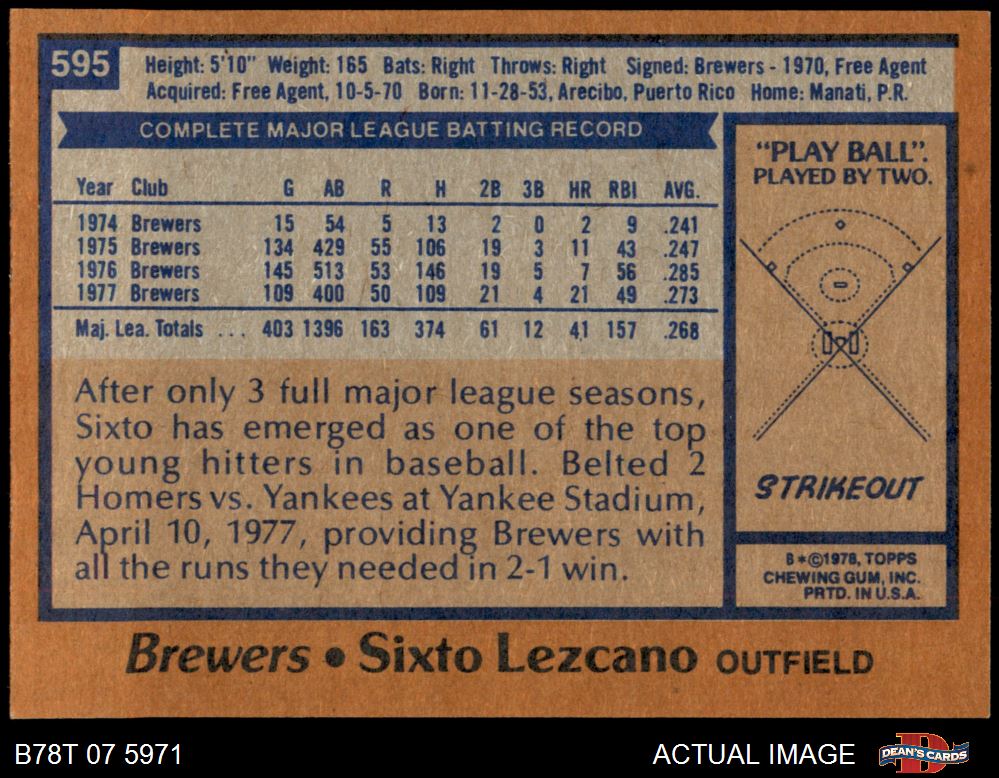 595
Height: 5'10" Weight: 165 Bats: Right Throws: Right Signed: Brewers - 1970, Free Agent
Acquired: Free Agent, 10-5-70 Born: 11-28-53, Arecibo, Puerto Rico Home: Manati, P.R.
COMPLETE MAJOR LEAGUE BATTING RECORD
Year Club G AB R H 2B 3B HR RBI AVG.
1974 Brewers 15 54 5 13 2 0 2 9 .241
1975 Brewers 134 429 55 106 19 3 11 43 .247
1976 Brewers 145 513 53 146 19 5 7 56 .285
1977 Brewers 109 400 50 109 21 4 21 49 .273
Maj. Lea. Totals ... 403 1396 163 374 61 12 41 157 .268
After only 3 full major league seasons,
Sixto has emerged as one of the top
young hitters in baseball. Belted 2
Homers vs. Yankees at Yankee Stadium,
April 10, 1977, providing Brewers with
all the runs they needed in 2-1 win.
"PLAY BALL".
PLAYED BY TWO.
STRIKEOUT
B*©1978, TOPPS
CHEWING GUM, INC.
PRTD. IN U.S.A.
Brewers • Sixto Lezcano OUTFIELD
B78T 07 5971
ACTUAL IMAGE
D
DEAN'S CARDS